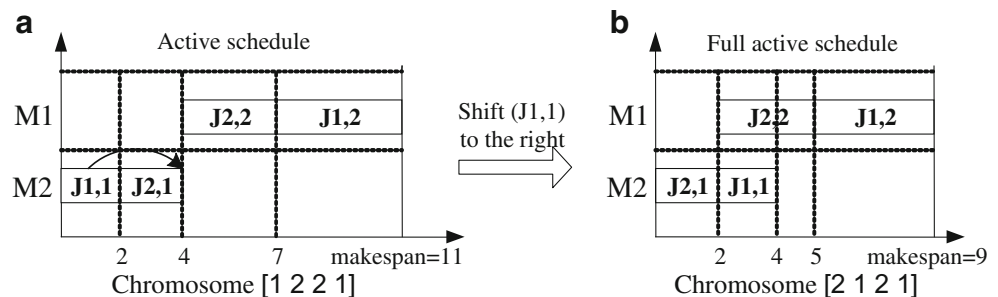 a
Active schedule
M1
J2,2
J1,2
M2
J1,1
J2,1
2 4 7 makespan=11
Chromosome [1 2 2 1]
Shift (J1,1)
to the right
b
Full active schedule
M1
J2,2
J1,2
M2
J2,1
J1,1
2 4 5 makespan=9
Chromosome [2 1 2 1]